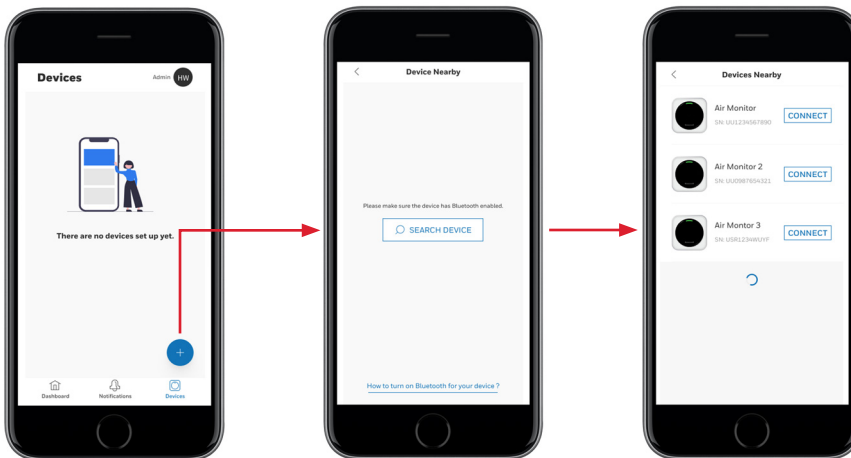 Devices
Admin HW
There are no devices set up yet.
Dashboard
Notifications
Devices
Device Nearby
Please make sure the device has Bluetooth enabled.
SEARCH DEVICE
How to turn on Bluetooth for your device ?
Devices Nearby
Air Monitor
SN: UU1234567890
CONNECT
Air Monitor 2
SN: UU0987654321
CONNECT
Air Montor 3
SN: USR1234WUYF
CONNECT